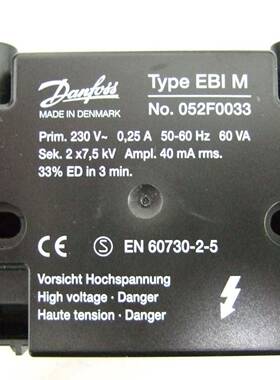 Danfoss
MADE IN DENMARK
Type EBI M
No. 052F0033
Prim. 230 V~ 0,25 A 50-60 Hz 60 VA
Sek. 2 x7,5 kV Ampl. 40 mA rms.
33% ED in 3 min.
CE S EN 60730-2-5
Vorsicht Hochspannung
High voltage · Danger
Haute tension · Danger